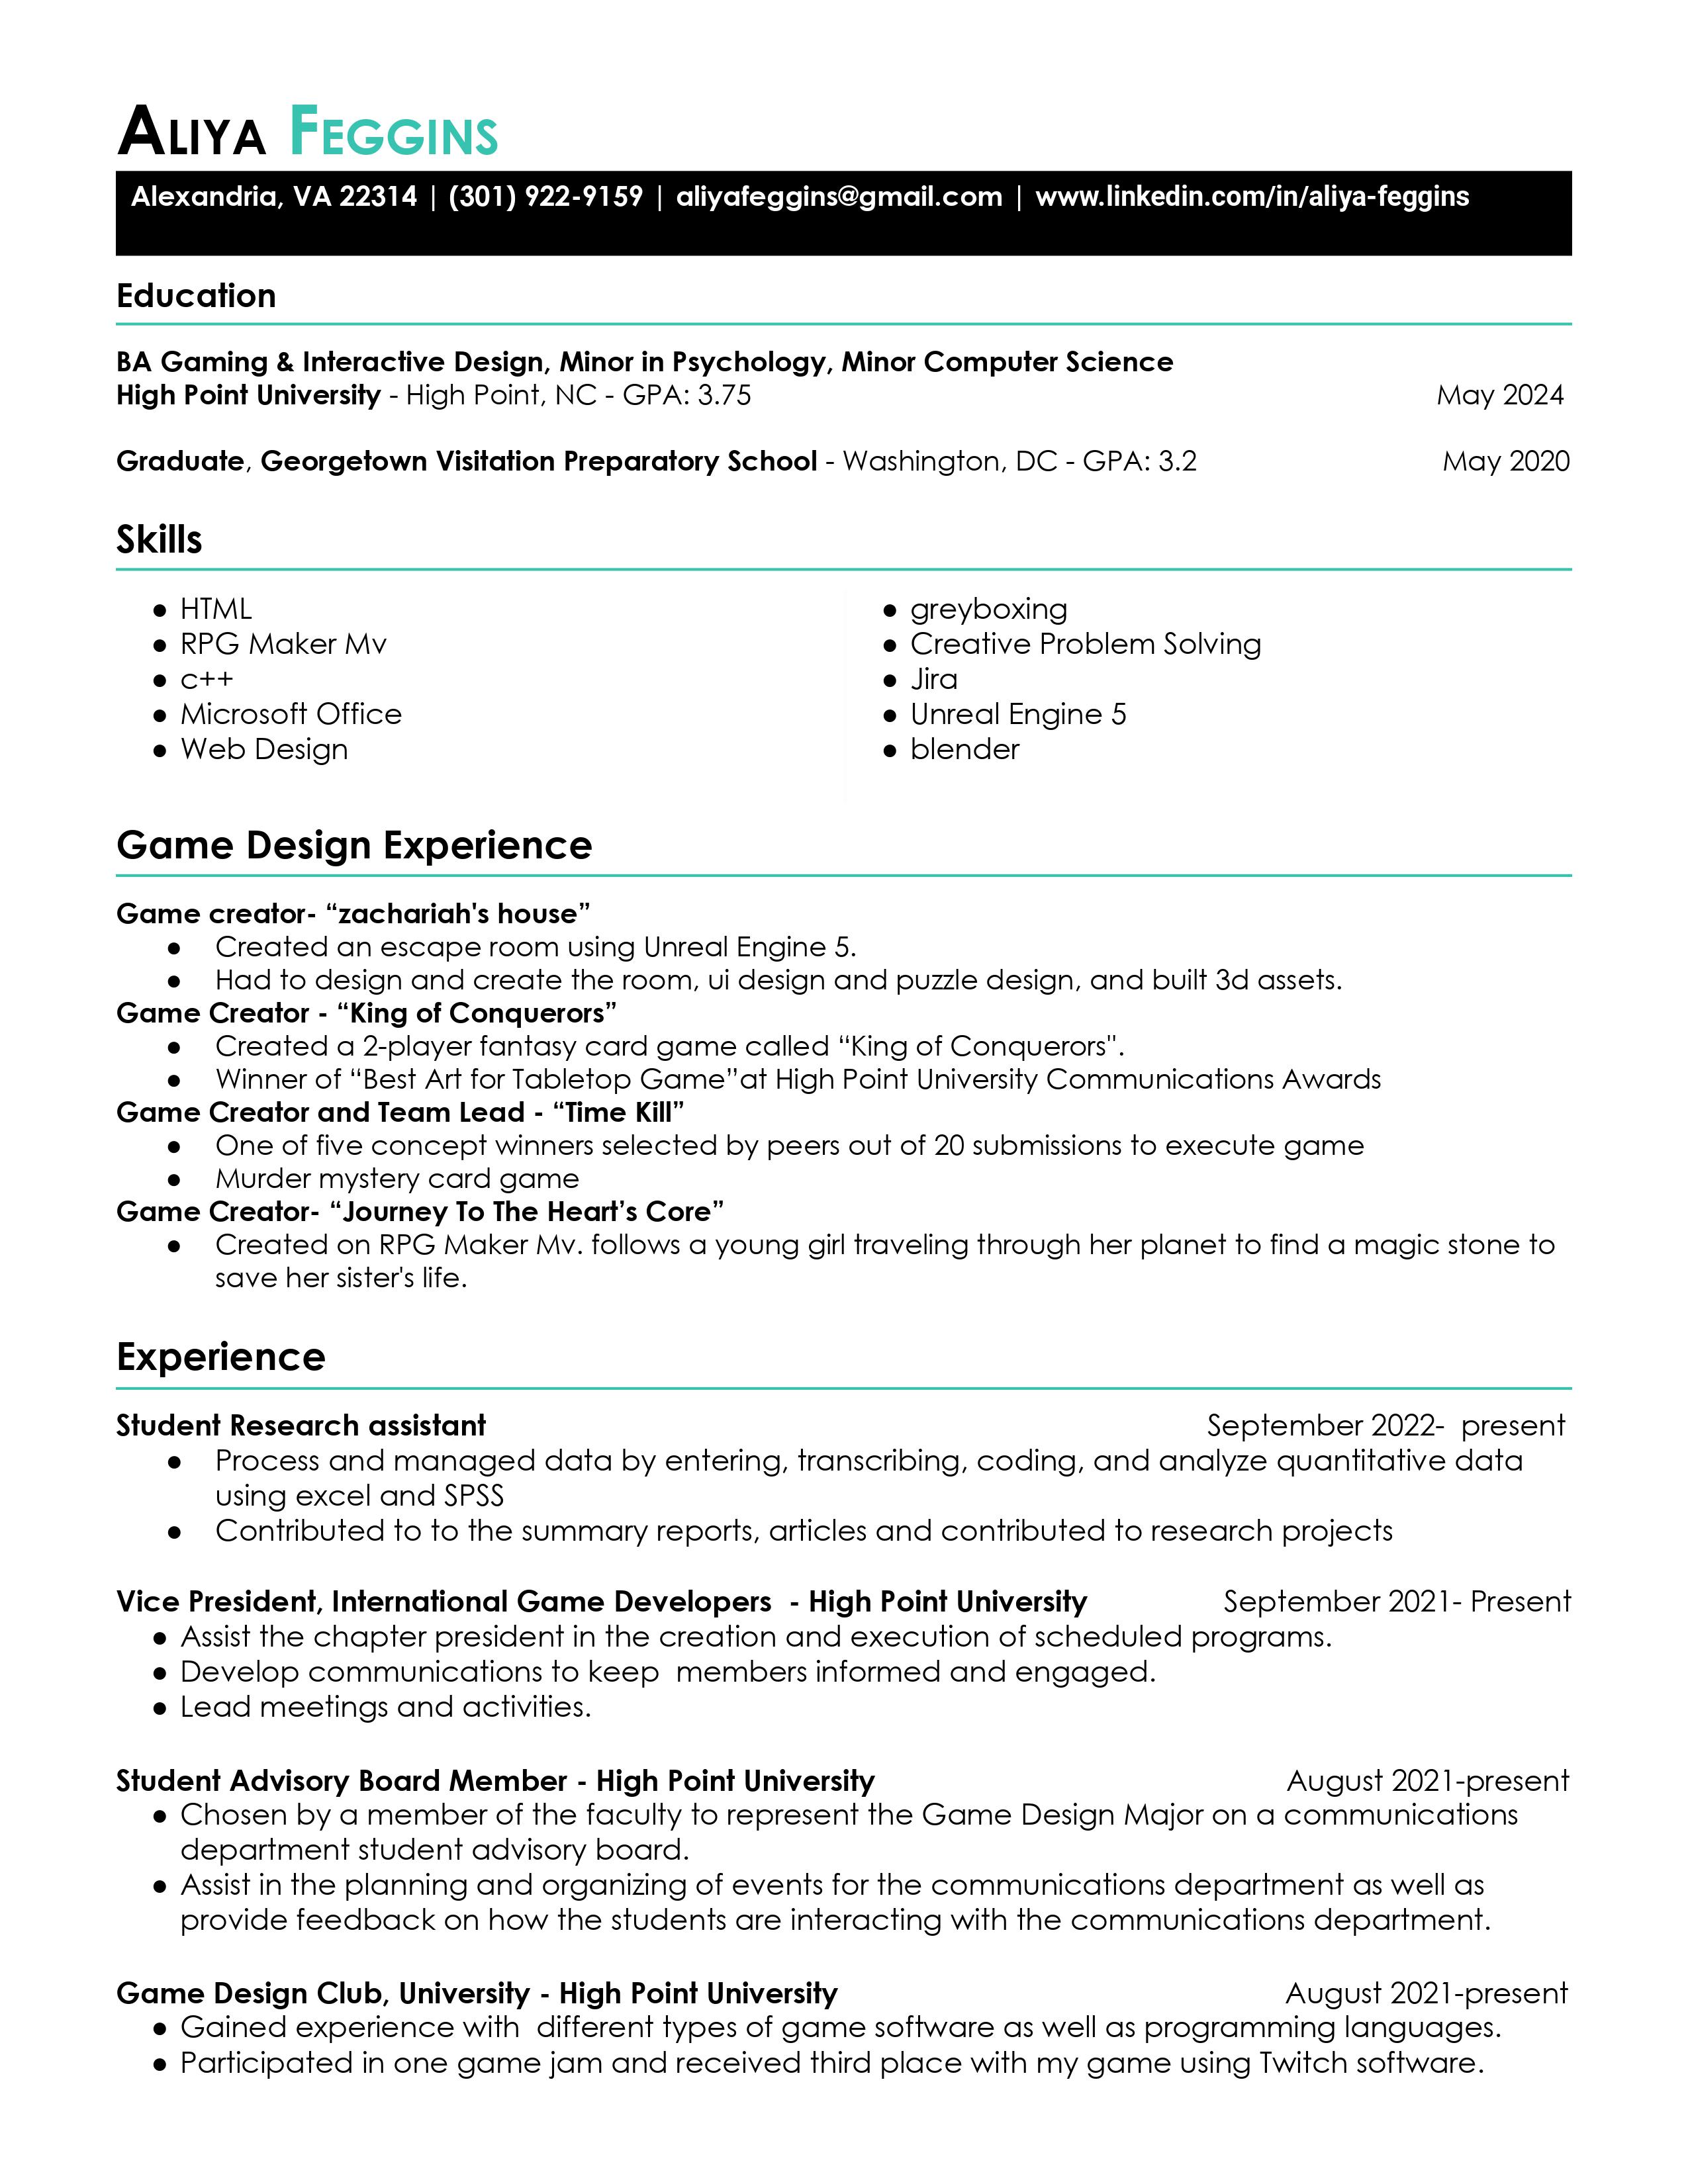 Aliya Feggins
Alexandria, VA 22314 | (301) 922-9159 | aliyafeggins@gmail.com | www.linkedin.com/in/aliya-feggins
Education
BA Gaming & Interactive Design, Minor in Psychology, Minor Computer Science
High Point University - High Point, NC - GPA: 3.75 May 2024
Graduate, Georgetown Visitation Preparatory School - Washington, DC - GPA: 3.2 May 2020
Skills
● HTML
● RPG Maker Mv
● c++
● Microsoft Office
● Web Design
● greyboxing
● Creative Problem Solving
● Jira
● Unreal Engine 5
● blender
Game Design Experience
Game creator- “zachariah's house”
● Created an escape room using Unreal Engine 5.
● Had to design and create the room, ui design and puzzle design, and built 3d assets.
Game Creator - “King of Conquerors”
● Created a 2-player fantasy card game called “King of Conquerors".
● Winner of “Best Art for Tabletop Game”at High Point University Communications Awards
Game Creator and Team Lead - “Time Kill”
● One of five concept winners selected by peers out of 20 submissions to execute game
● Murder mystery card game
Game Creator- “Journey To The Heart’s Core”
● Created on RPG Maker Mv. follows a young girl traveling through her planet to find a magic stone to
save her sister's life.
Experience
Student Research assistant September 2022- present
● Process and managed data by entering, transcribing, coding, and analyze quantitative data
using excel and SPSS
● Contributed to to the summary reports, articles and contributed to research projects
Vice President, International Game Developers - High Point University September 2021- Present
● Assist the chapter president in the creation and execution of scheduled programs.
● Develop communications to keep members informed and engaged.
● Lead meetings and activities.
Student Advisory Board Member - High Point University August 2021-present
● Chosen by a member of the faculty to represent the Game Design Major on a communications
department student advisory board.
● Assist in the planning and organizing of events for the communications department as well as
provide feedback on how the students are interacting with the communications department.
Game Design Club, University - High Point University August 2021-present
● Gained experience with different types of game software as well as programming languages.
● Participated in one game jam and received third place with my game using Twitch software.